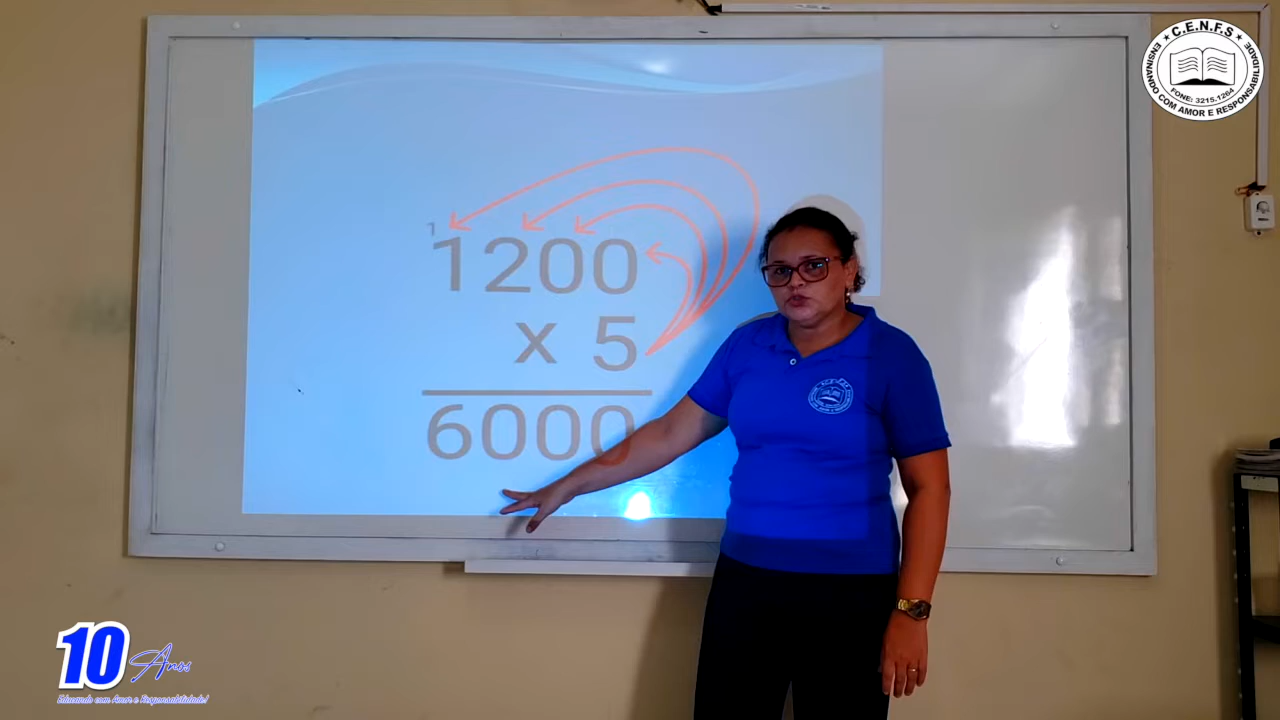 C.E.N.F.S
ENSINANDO COM AMOR E RESPONSABILIDADE
FONE: 3215.1264
1
1200
x 5
6000
10 Anos
Educando com Amor e Responsabilidade!